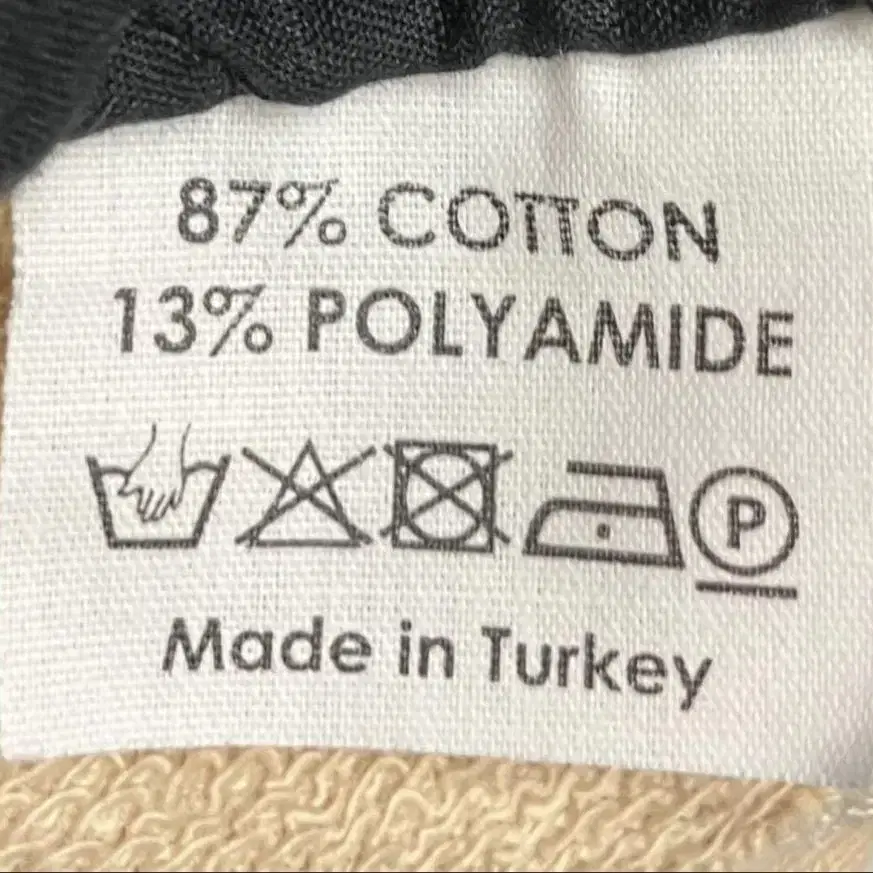 87% COTTON
13% POLYAMIDE
P
Made in Turkey